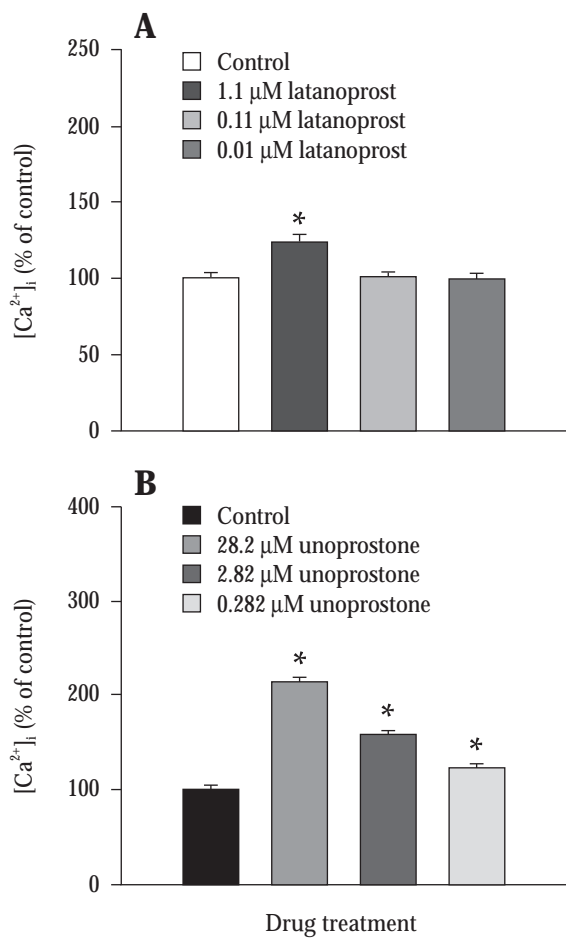 A
250
200
150
100
50
0
[Ca²⁺]ᵢ (% of control)
Control
1.1 μM latanoprost
0.11 μM latanoprost
0.01 μM latanoprost
*
B
400
300
200
100
0
[Ca²⁺]ᵢ (% of control)
Control
28.2 μM unoprostone
2.82 μM unoprostone
0.282 μM unoprostone
*
*
*
Drug treatment